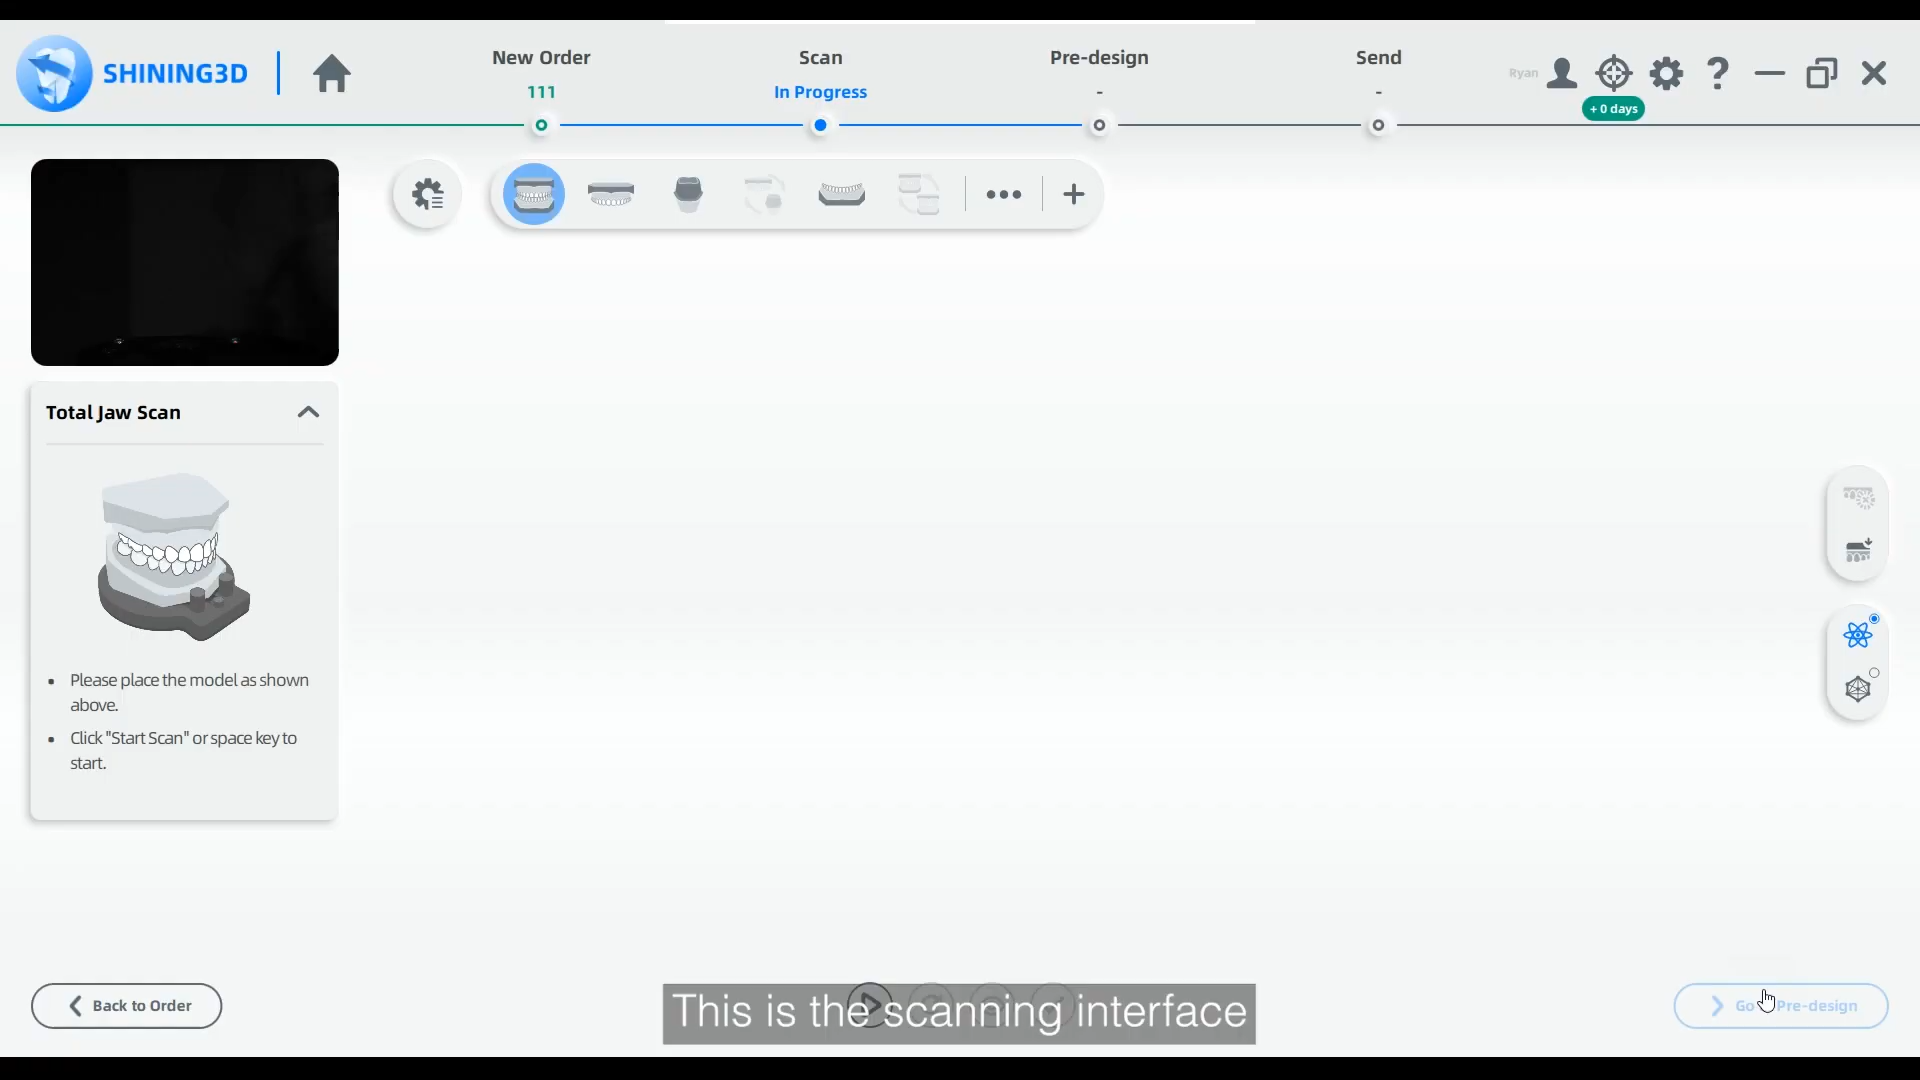 SHINING3D
New Order
111
Scan
In Progress
Pre-design
-
Send
-
Ryan
+ 0 days
Total Jaw Scan
Please place the model as shown
above.
Click "Start Scan" or space key to
start.
Back to Order
This is the scanning interface
Go Pre-design